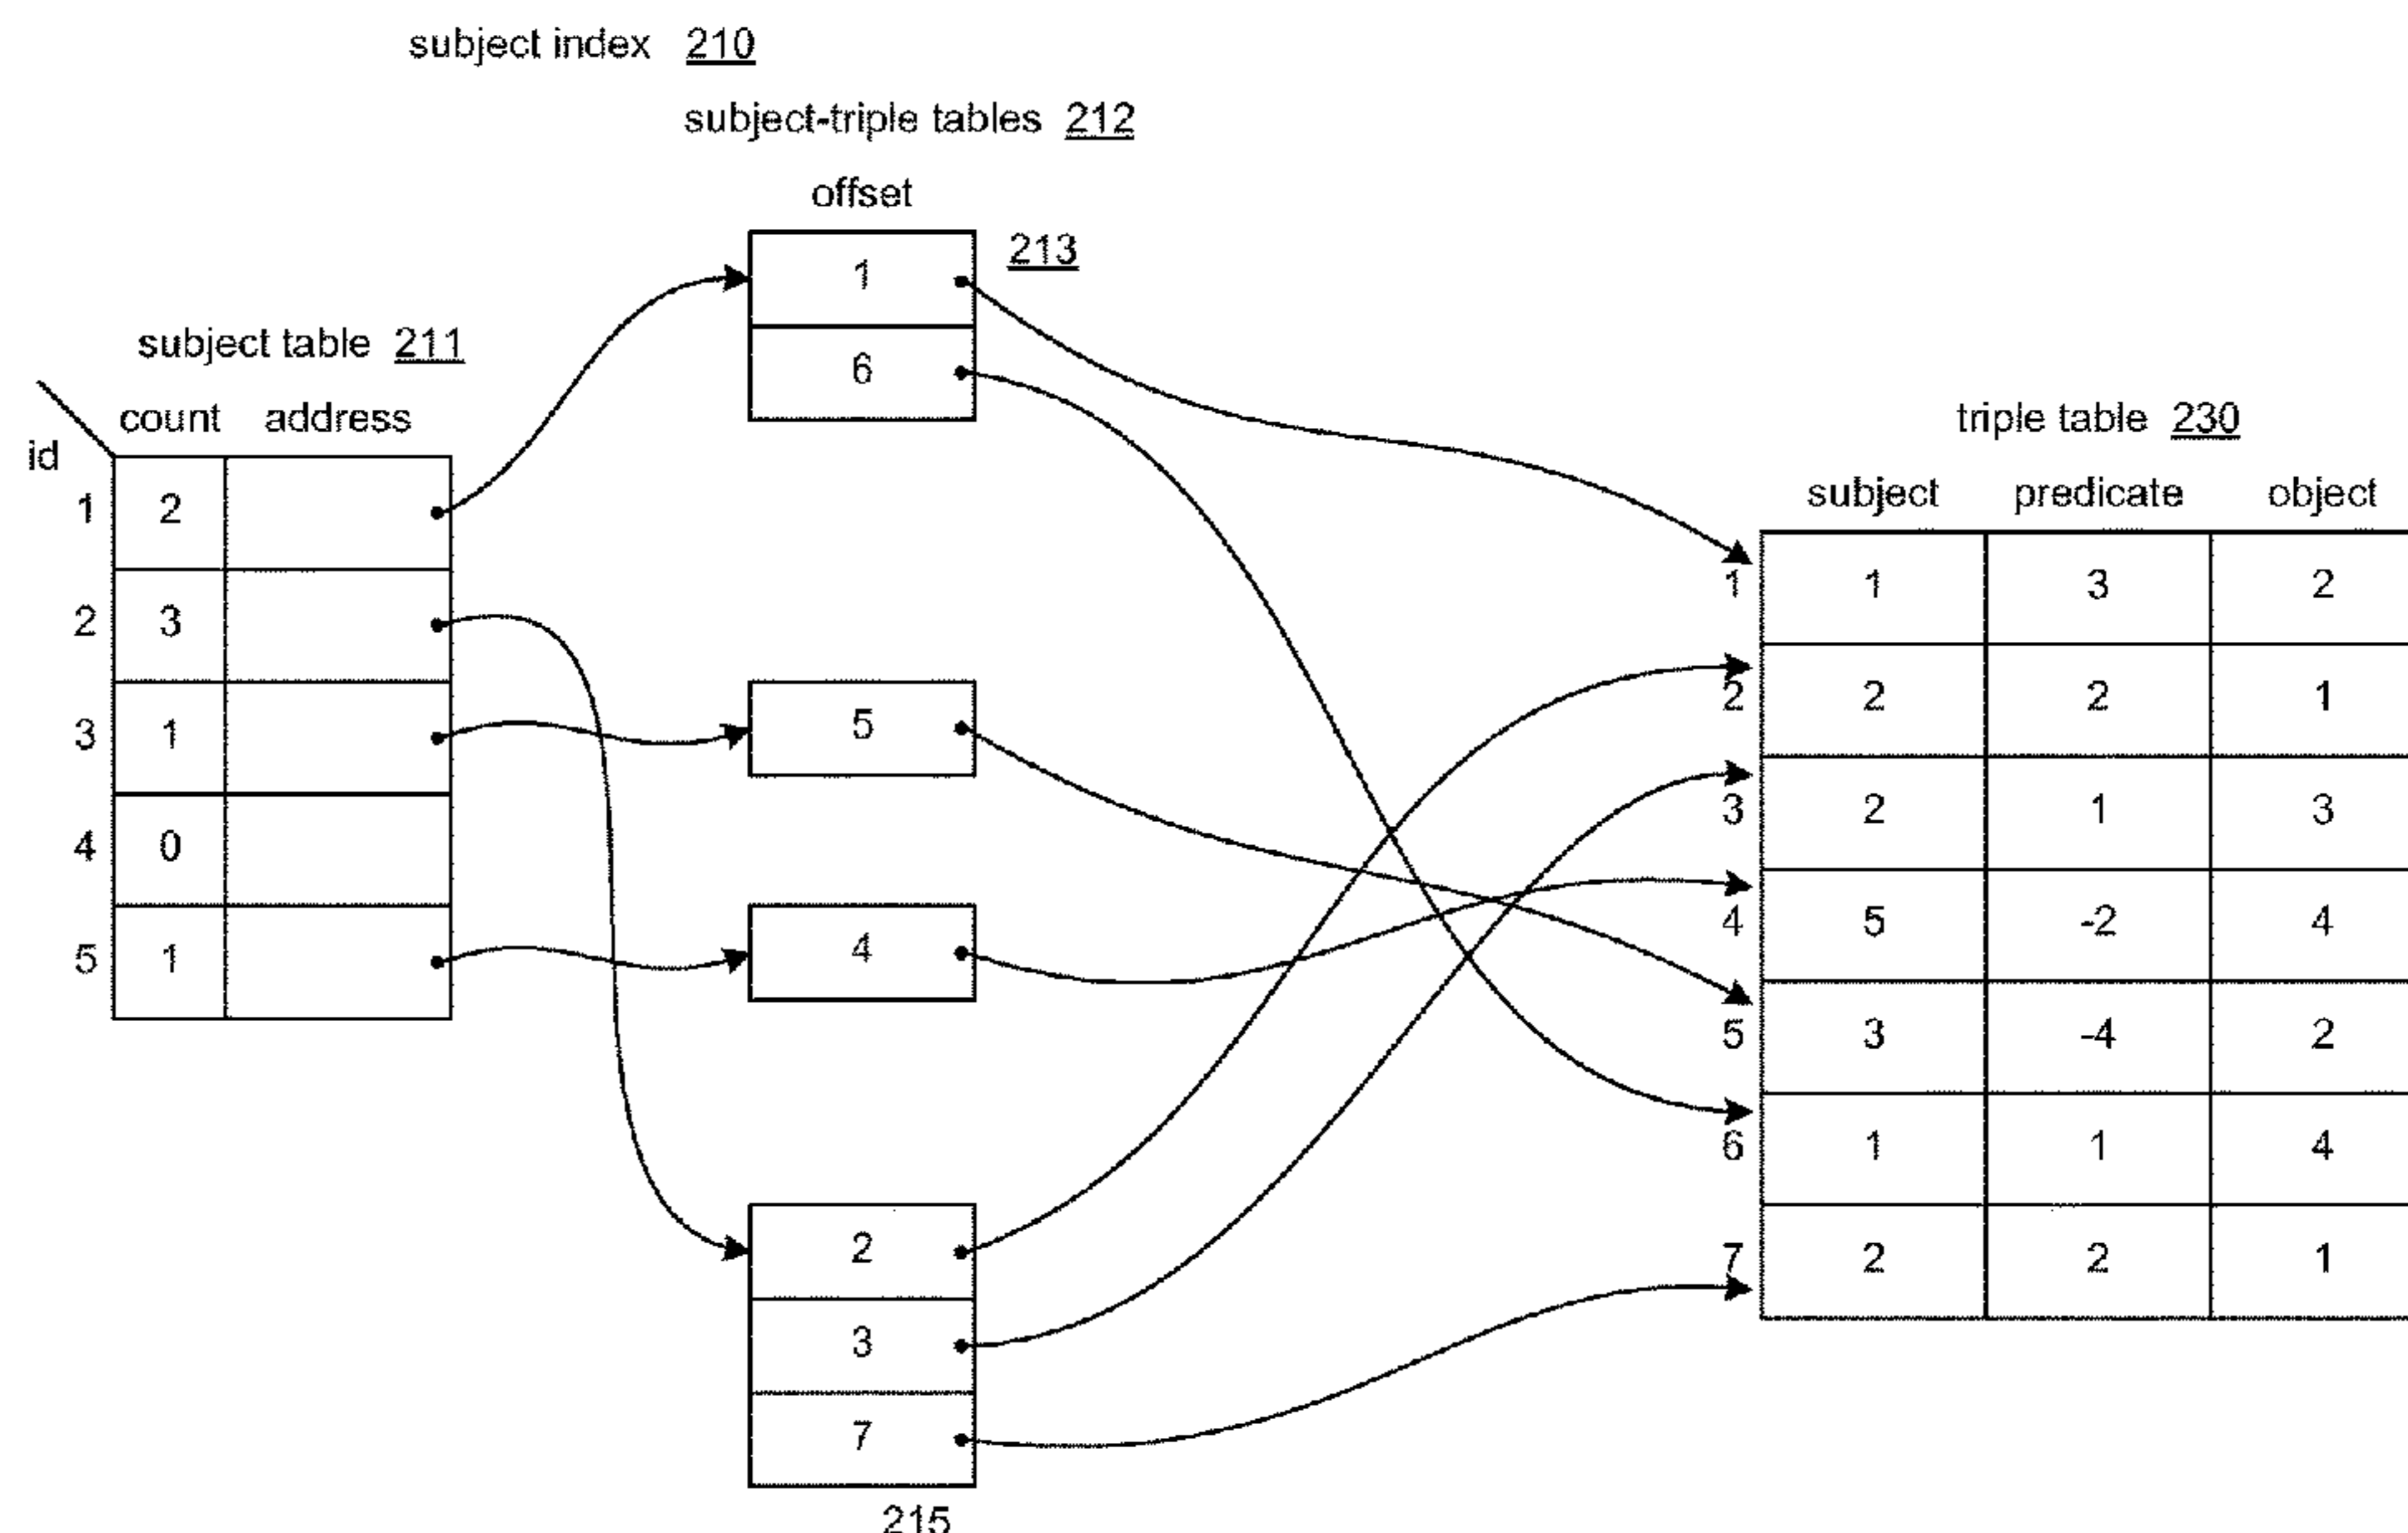 subject index 210
subject-triple tables 212
offset
213
1
6
5
4
2
3
7
215
subject table 211
count address
id
1 2
2 3
3 1
4 0
5 1
triple table 230
subject predicate object
1 1 3 2
2 2 2 1
3 2 1 3
4 5 -2 4
5 3 -4 2
6 1 1 4
7 2 2 1